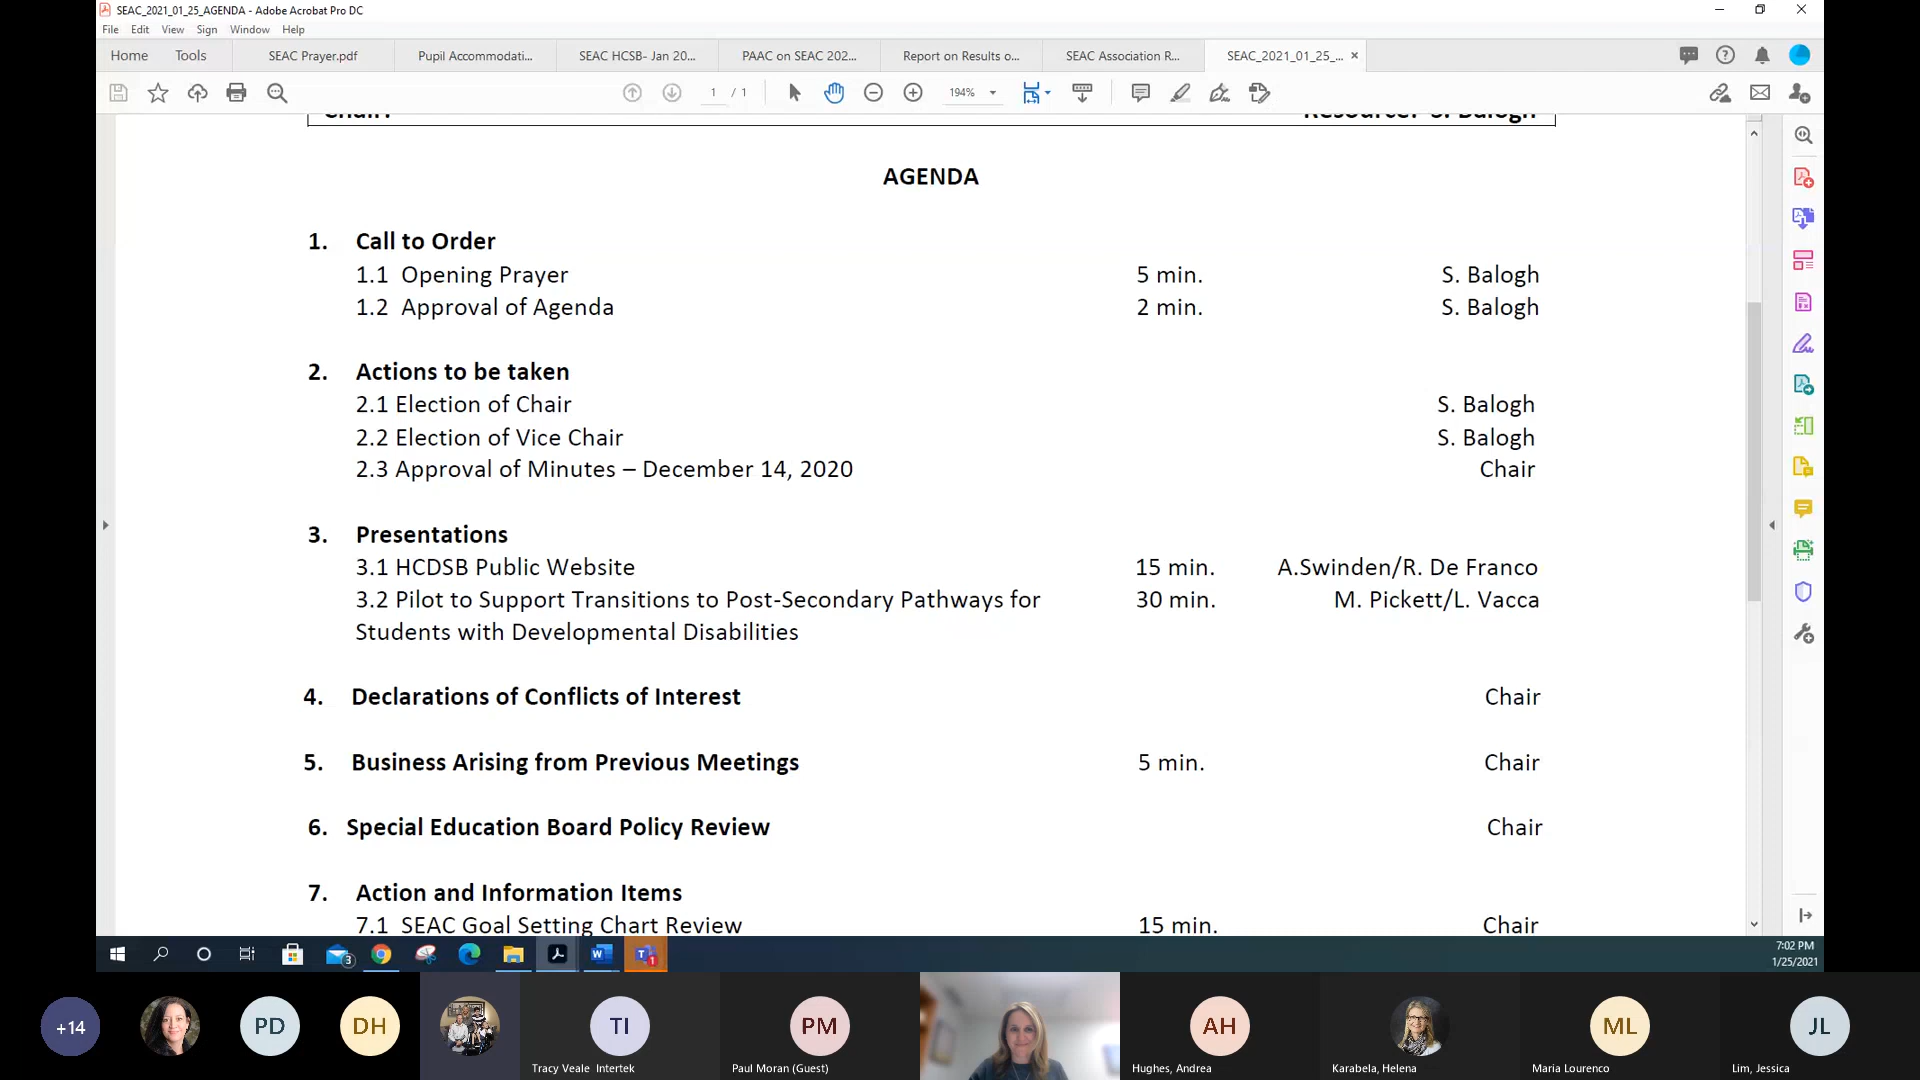 SEAC_2021_01_25_AGENDA - Adobe Acrobat Pro DC
File Edit View Sign Window Help
Home Tools SEAC Prayer.pdf Pupil Accommodati... SEAC HCSB- Jan 20... PAAC on SEAC 202... Report on Results o... SEAC Association R... SEAC_2021_01_25_... ×
1 / 1 194%
Chair: Resource: S. Balogh
AGENDA
1. Call to Order
1.1 Opening Prayer 5 min. S. Balogh
1.2 Approval of Agenda 2 min. S. Balogh
2. Actions to be taken
2.1 Election of Chair S. Balogh
2.2 Election of Vice Chair S. Balogh
2.3 Approval of Minutes – December 14, 2020 Chair
3. Presentations
3.1 HCDSB Public Website 15 min. A.Swinden/R. De Franco
3.2 Pilot to Support Transitions to Post-Secondary Pathways for 30 min. M. Pickett/L. Vacca
Students with Developmental Disabilities
4. Declarations of Conflicts of Interest Chair
5. Business Arising from Previous Meetings 5 min. Chair
6. Special Education Board Policy Review Chair
7. Action and Information Items
7.1 SEAC Goal Setting Chart Review 15 min. Chair
3 1 7:02 PM
1/25/2021
+14 PD DH TI PM AH ML JL
Tracy Veale Intertek Paul Moran (Guest) Hughes, Andrea Karabela, Helena Maria Lourenco Lim, Jessica